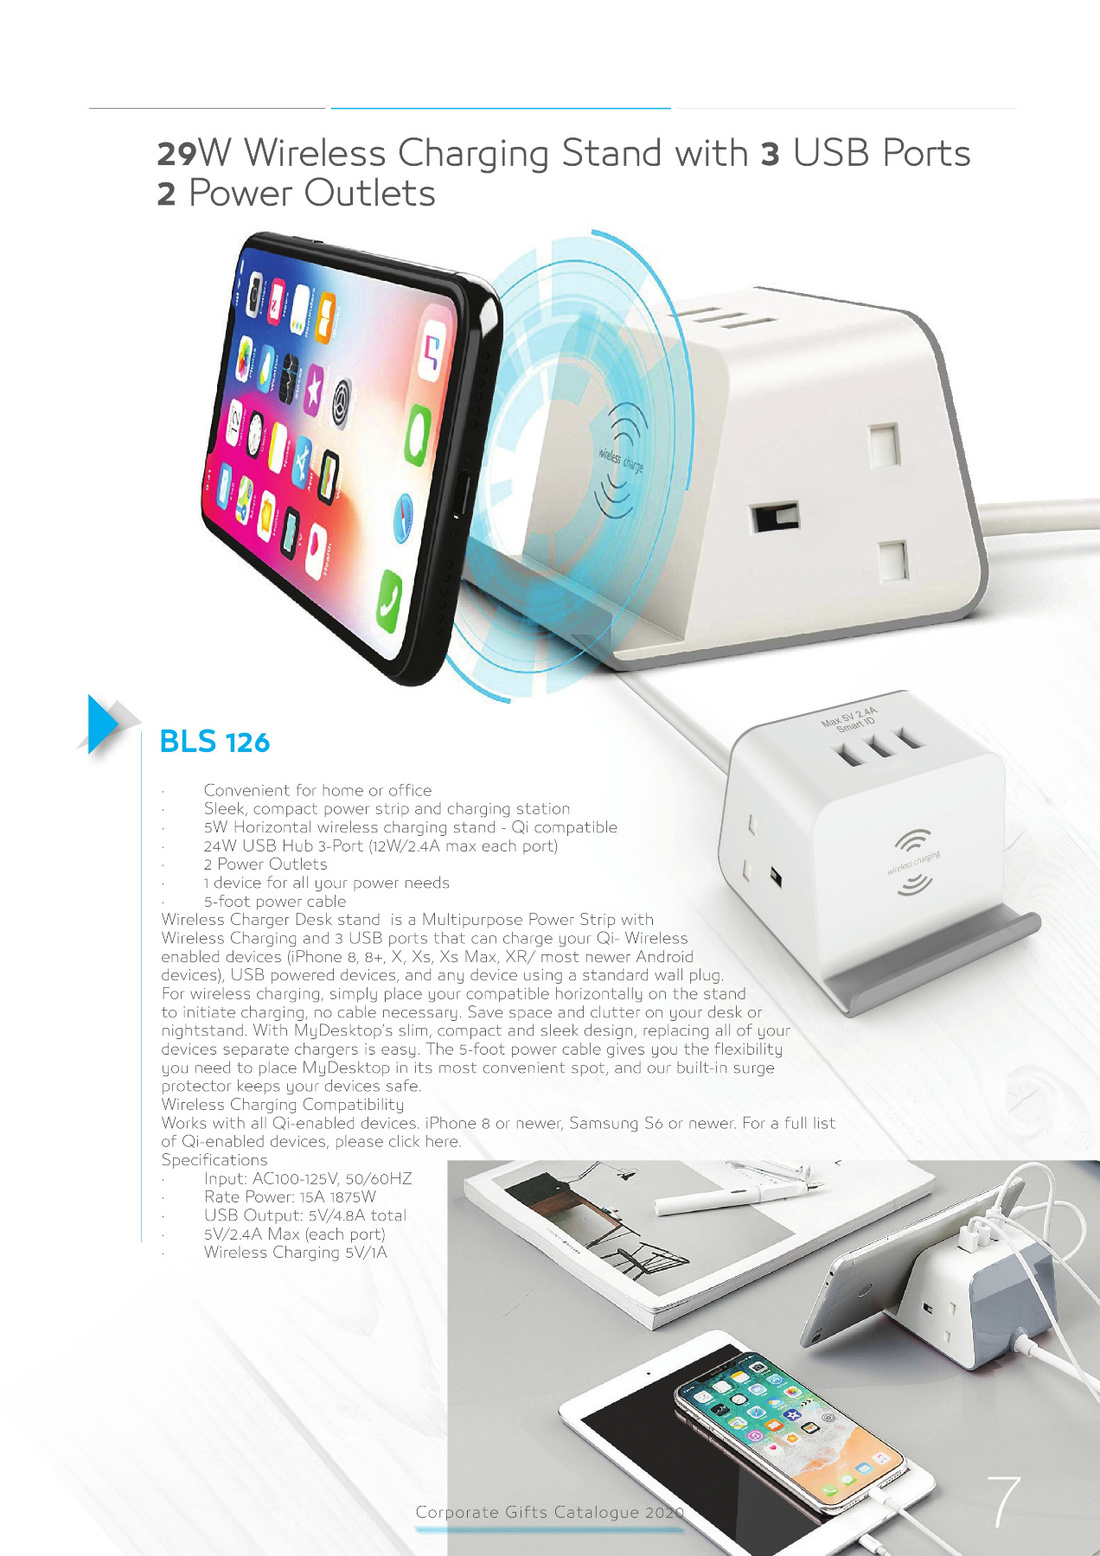 29W Wireless Charging Stand with 3 USB Ports
2 Power Outlets
wireless charge
Max 5V 2.4A
Smart ID
wireless charging
BLS 126
· Convenient for home or office
· Sleek, compact power strip and charging station
· 5W Horizontal wireless charging stand - Qi compatible
· 24W USB Hub 3-Port (12W/2.4A max each port)
· 2 Power Outlets
· 1 device for all your power needs
· 5-foot power cable
Wireless Charger Desk stand is a Multipurpose Power Strip with
Wireless Charging and 3 USB ports that can charge your Qi- Wireless
enabled devices (iPhone 8, 8+, X, Xs, Xs Max, XR/ most newer Android
devices), USB powered devices, and any device using a standard wall plug.
For wireless charging, simply place your compatible horizontally on the stand
to initiate charging, no cable necessary. Save space and clutter on your desk or
nightstand. With MyDesktop's slim, compact and sleek design, replacing all of your
devices separate chargers is easy. The 5-foot power cable gives you the flexibility
you need to place MyDesktop in its most convenient spot, and our built-in surge
protector keeps your devices safe.
Wireless Charging Compatibility
Works with all Qi-enabled devices. iPhone 8 or newer, Samsung S6 or newer. For a full list
of Qi-enabled devices, please click here.
Specifications
· Input: AC100-125V, 50/60HZ
· Rate Power: 15A 1875W
· USB Output: 5V/4.8A total
· 5V/2.4A Max (each port)
· Wireless Charging 5V/1A
Corporate Gifts Catalogue 2020
7